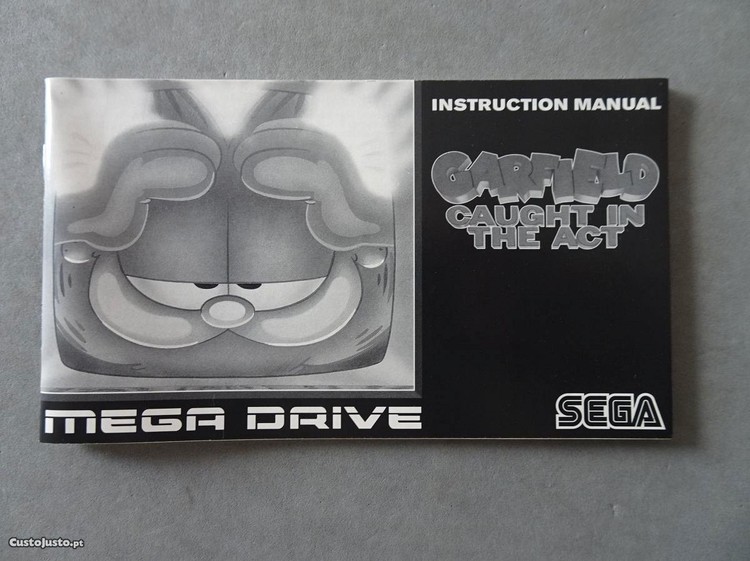 INSTRUCTION MANUAL
GARFIELD
CAUGHT IN
THE ACT
MEGA DRIVE
SEGA
CustoJusto.pt